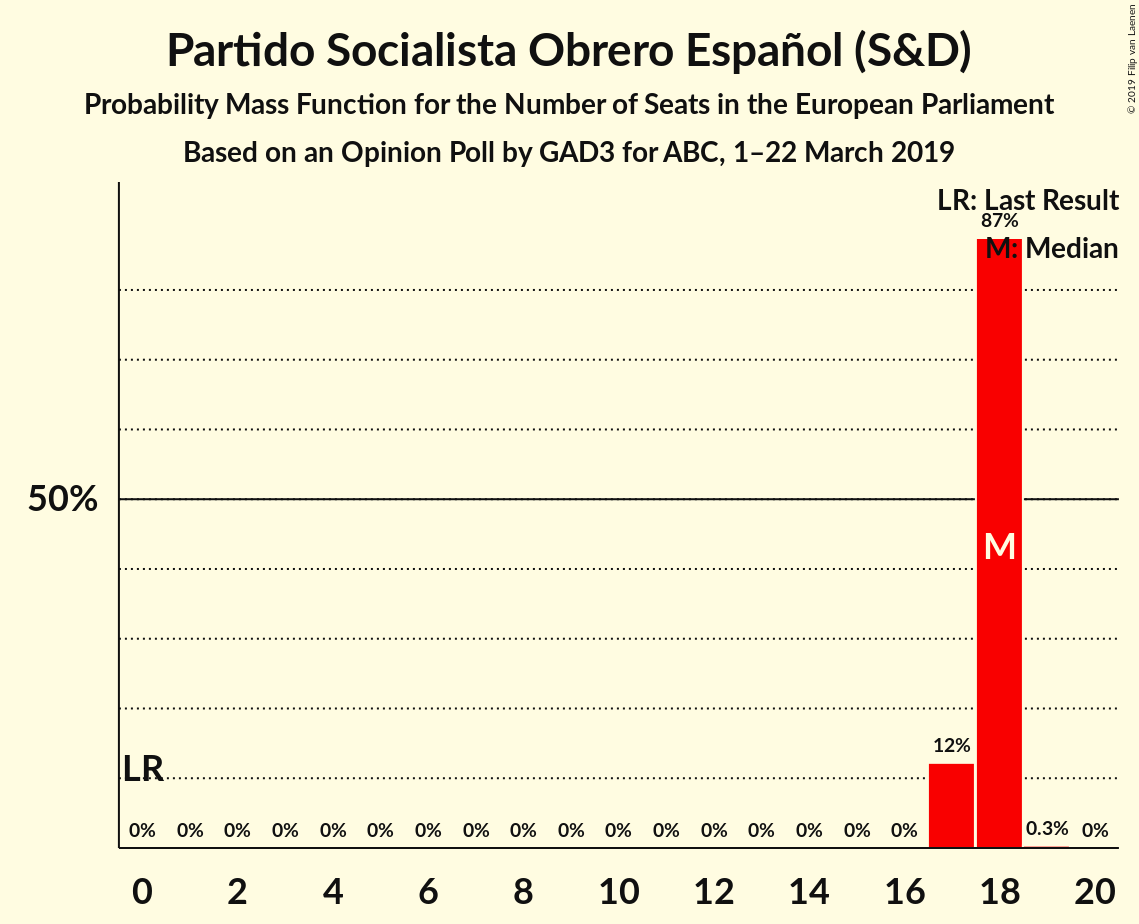 Partido Socialista Obrero Español (S&D)
Probability Mass Function for the Number of Seats in the European Parliament
Based on an Opinion Poll by GAD3 for ABC, 1–22 March 2019
© 2019 Filip van Laenen
LR: Last Result
87%
M: Median
50%
M
12%
LR
0% 0% 0% 0% 0% 0% 0% 0% 0% 0% 0% 0% 0% 0% 0% 0% 0% 0.3% 0%
0 2 4 6 8 10 12 14 16 18 20